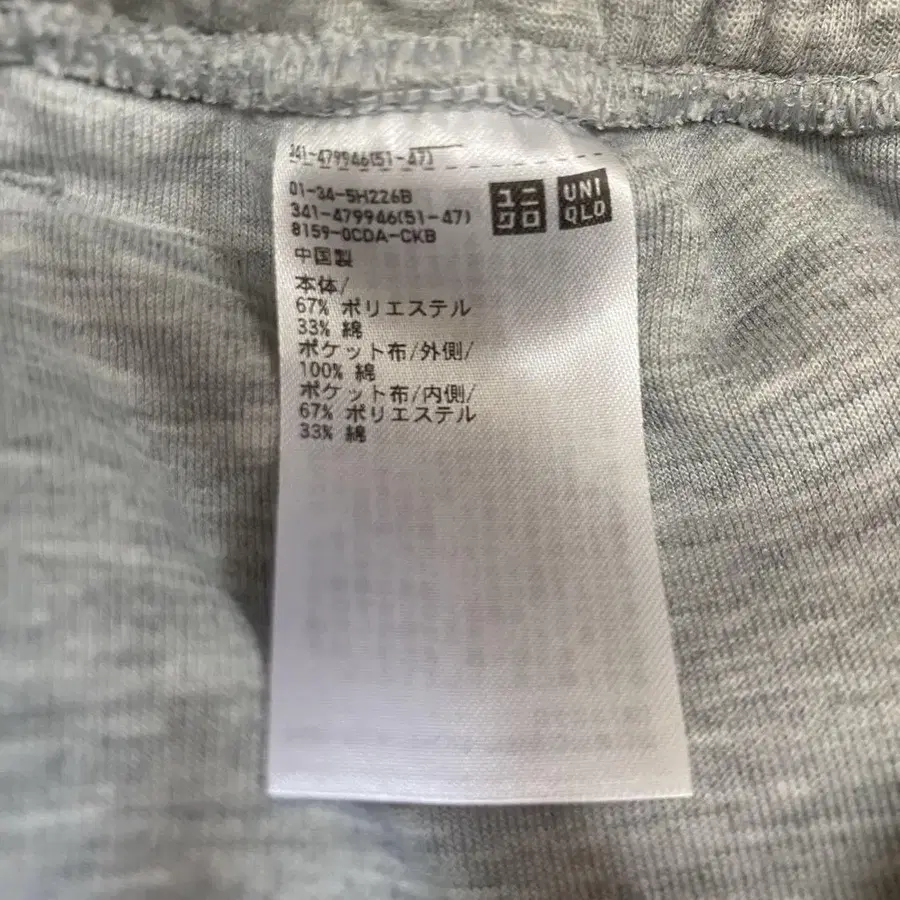 341-479946(51-47)
01-34-5H226B
341-479946(51-47)
8159-0CDA-CKB
ユニ
クロ
UNI
QLO
中国製
本体/
67% ポリエステル
33% 綿
ポケット布/外側/
100% 綿
ポケット布/内側/
67% ポリエステル
33% 綿